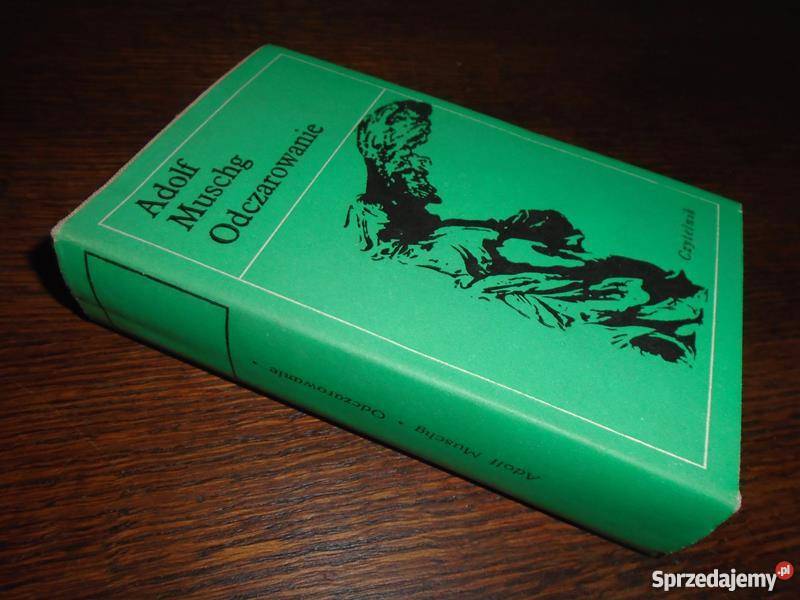 Adolf
Muschg
Odczarowanie
Czytelnik
Adolf Muschg • Odczarowanie •
Sprzedajemy.pl